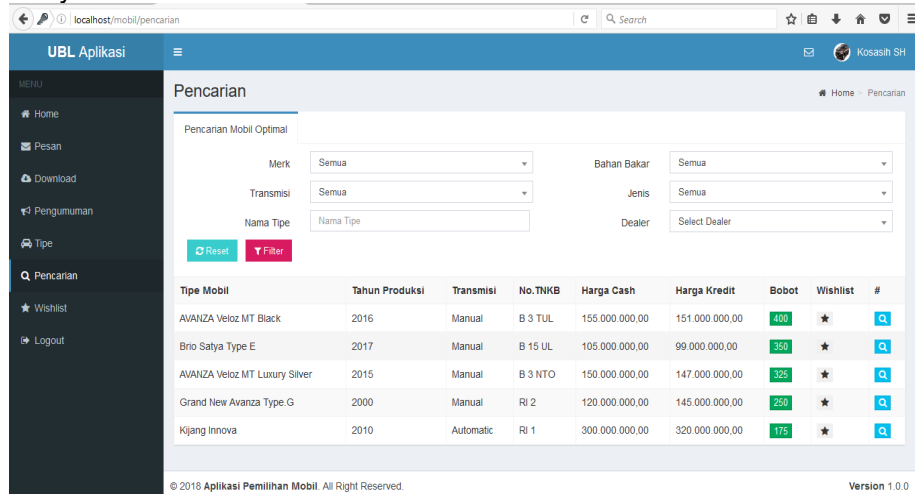 localhost/mobil/pencarian
Search
UBL Aplikasi
Kosasih SH
MENU
Home
Pesan
Download
Pengumuman
Tipe
Pencarian
Wishlist
Logout
Pencarian
Home > Pencarian
Pencarian Mobil Optimal
Merk Semua Bahan Bakar Semua
Transmisi Semua Jenis Semua
Nama Tipe Nama Tipe Dealer Select Dealer
Reset Filter
Tipe Mobil Tahun Produksi Transmisi No.TNKB Harga Cash Harga Kredit Bobot Wishlist #
AVANZA Veloz MT Black 2016 Manual B 3 TUL 155.000.000,00 151.000.000,00 400
Brio Satya Type E 2017 Manual B 15 UL 105.000.000,00 99.000.000,00 350
AVANZA Veloz MT Luxury Silver 2015 Manual B 3 NTO 150.000.000,00 147.000.000,00 325
Grand New Avanza Type.G 2000 Manual RI 2 120.000.000,00 145.000.000,00 250
Kijang Innova 2010 Automatic RI 1 300.000.000,00 320.000.000,00 175
© 2018 Aplikasi Pemilihan Mobil. All Right Reserved.
Version 1.0.0